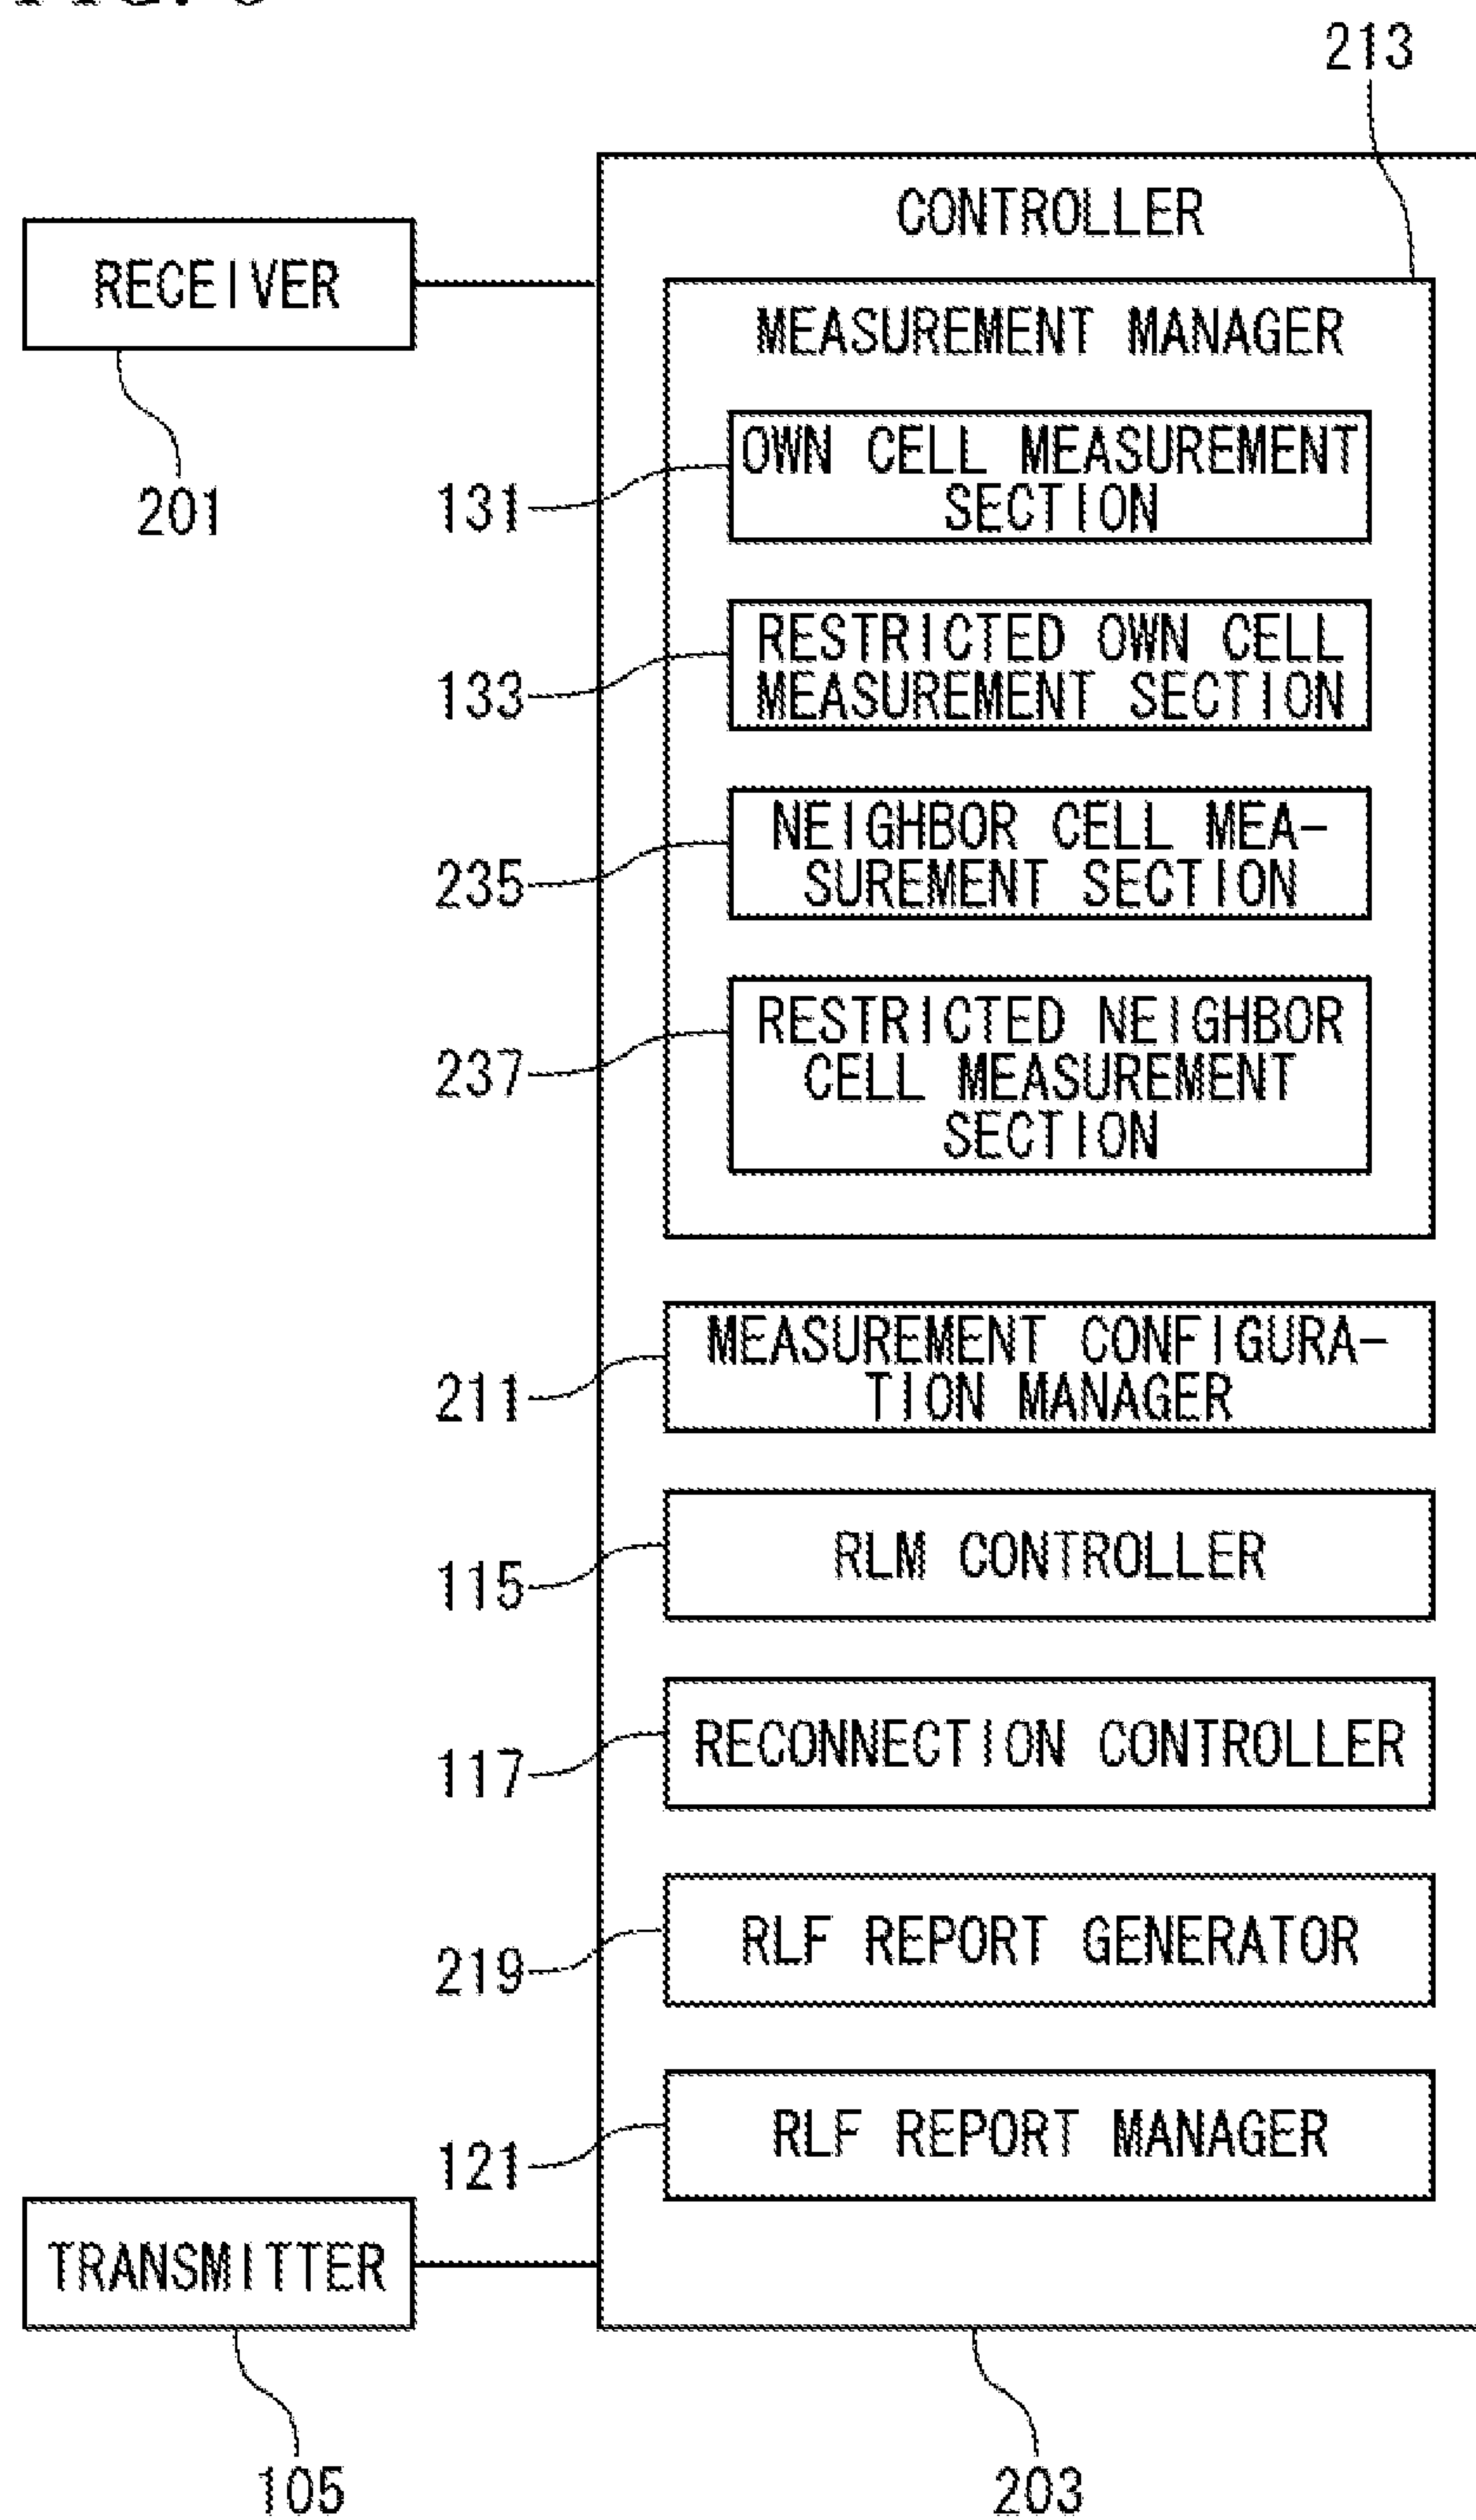 213
CONTROLLER
RECEIVER
201
MEASUREMENT MANAGER
OWN CELL MEASUREMENT
SECTION
131
RESTRICTED OWN CELL
MEASUREMENT SECTION
133
NEIGHBOR CELL MEA-
SUREMENT SECTION
235
RESTRICTED NEIGHBOR
CELL MEASUREMENT
SECTION
237
MEASUREMENT CONFIGURA-
TION MANAGER
211
RLM CONTROLLER
115
RECONNECTION CONTROLLER
117
RLF REPORT GENERATOR
219
RLF REPORT MANAGER
121
TRANSMITTER
105
203